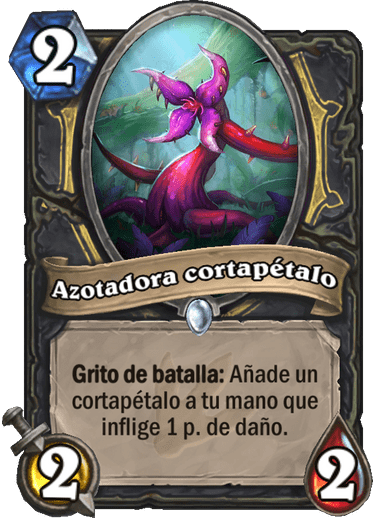 2
Azotadora cortapétalo
Grito de batalla: Añade un
cortapétalo a tu mano que
inflige 1 p. de daño.
2
2